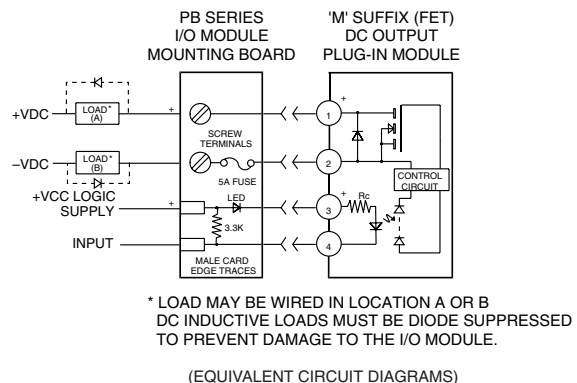 PB SERIES
I/O MODULE
MOUNTING BOARD
'M' SUFFIX (FET)
DC OUTPUT
PLUG-IN MODULE
+VDC
LOAD*
(A)
+
SCREW
TERMINALS
1
+
–VDC
LOAD*
(B)
5A FUSE
2
CONTROL
CIRCUIT
+VCC LOGIC
SUPPLY
+
LED
3
+
Rc
3.3K
INPUT
4
MALE CARD
EDGE TRACES
* LOAD MAY BE WIRED IN LOCATION A OR B
DC INDUCTIVE LOADS MUST BE DIODE SUPPRESSED
TO PREVENT DAMAGE TO THE I/O MODULE.
(EQUIVALENT CIRCUIT DIAGRAMS)